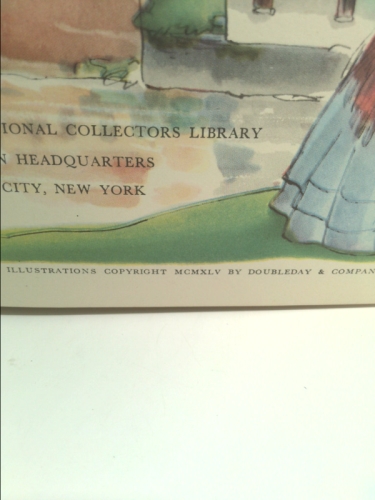 IONAL COLLECTORS LIBRARY
N HEADQUARTERS
CITY, NEW YORK
ILLUSTRATIONS COPYRIGHT MCMXLV BY DOUBLEDAY & COMPAN